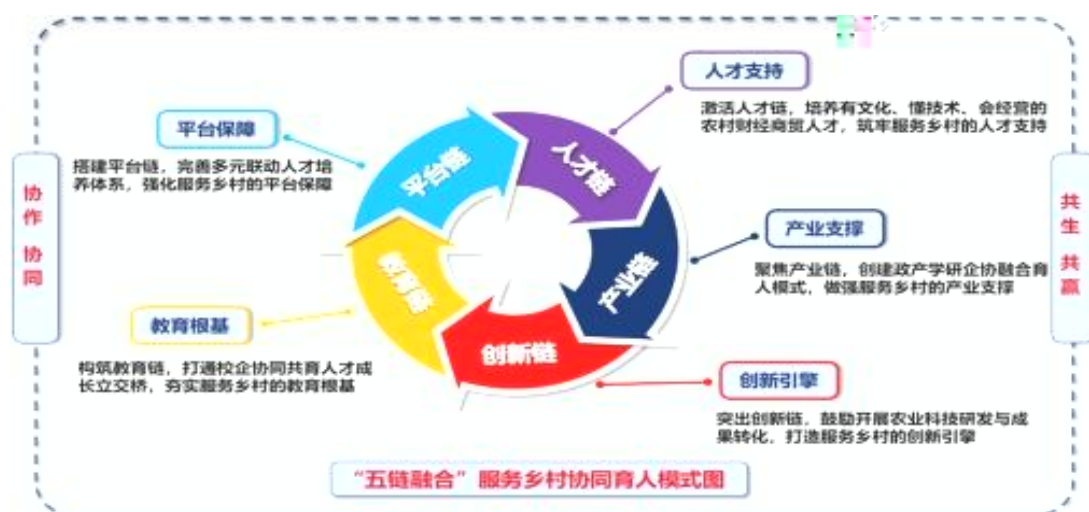 人才支持
激活人才链,培养有文化、懂技术、会经营的
农村财经商贸人才,筑牢服务乡村的人才支持
平台保障
搭建平台链,完善多元联动人才培
养体系,强化服务乡村的平台保障
协作 协同
共生 共赢
平台链
人才链
产业链
创新链
教育链
产业支撑
聚焦产业链,创建政产学研企协融合育
人模式,做强服务乡村的产业支撑
教育根基
构筑教育链,打通校企协同共育人才成
长立交桥,夯实服务乡村的教育根基
创新引擎
突出创新链,鼓励开展农业科技研发与成
果转化,打造服务乡村的创新引擎
“五链融合”服务乡村协同育人模式图